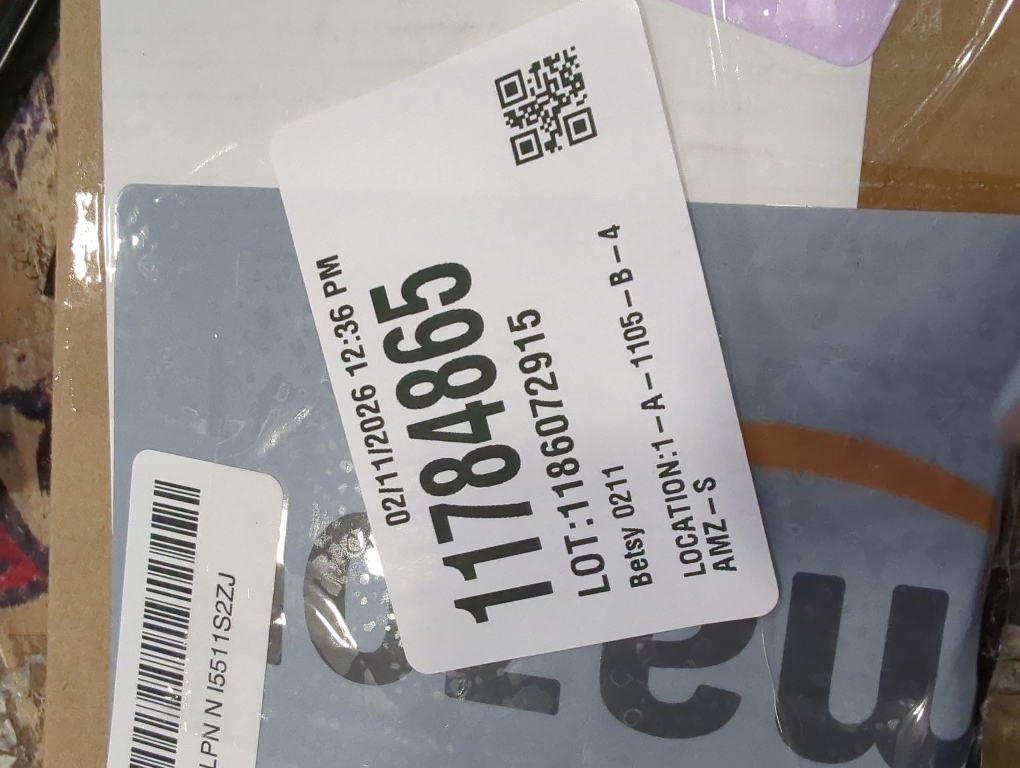 02/11/2026 12:36 PM
11784865
LOT:1186072915
Betsy 0211
LOCATION:1-A-1105-B-4
AMZ-S
LPN N I5511S2ZJ